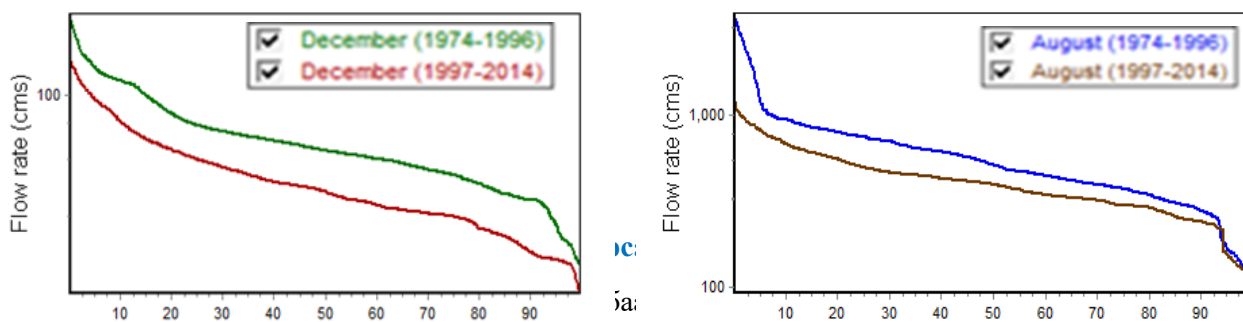 Flow rate (cms)
100
December (1974-1996)
December (1997-2014)
10 20 30 40 50 60 70 80 90
Flow rate (cms)
1,000
100
August (1974-1996)
August (1997-2014)
10 20 30 40 50 60 70 80 90